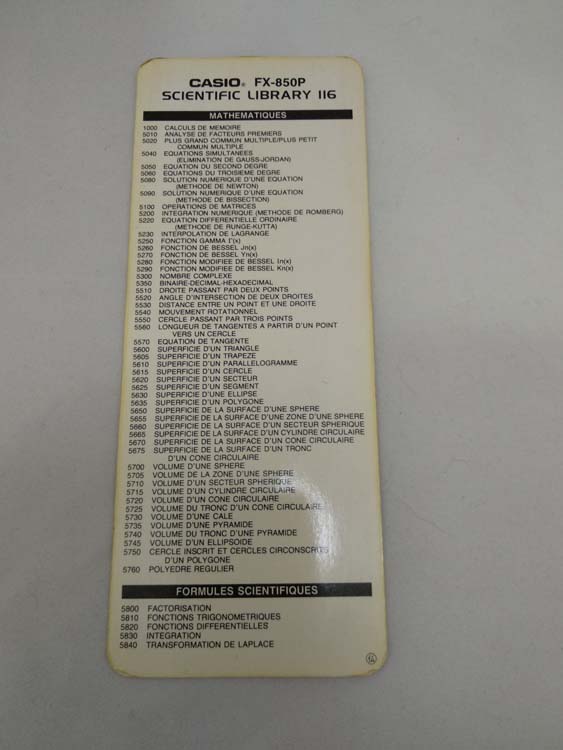 CASIO® FX-850P
SCIENTIFIC LIBRARY 116
MATHEMATIQUES
1000 CALCULS DE MEMOIRE
5010 ANALYSE DE FACTEURS PREMIERS
5020 PLUS GRAND COMMUN MULTIPLE/PLUS PETIT
COMMUN MULTIPLE
5040 EQUATIONS SIMULTANEES
(ELIMINATION DE GAUSS-JORDAN)
5050 EQUATION DU SECOND DEGRE
5060 EQUATIONS DU TROISIEME DEGRE
5080 SOLUTION NUMERIQUE D'UNE EQUATION
(METHODE DE NEWTON)
5090 SOLUTION NUMERIQUE D'UNE EQUATION
(METHODE DE BISSECTION)
5100 OPERATIONS DE MATRICES
5200 INTEGRATION NUMERIQUE (METHODE DE ROMBERG)
5220 EQUATION DIFFERENTIELLE ORDINAIRE
(METHODE DE RUNGE-KUTTA)
5230 INTERPOLATION DE LAGRANGE
5250 FONCTION GAMMA Γ(x)
5260 FONCTION DE BESSEL Jn(x)
5270 FONCTION DE BESSEL Yn(x)
5280 FONCTION MODIFIEE DE BESSEL In(x)
5290 FONCTION MODIFIEE DE BESSEL Kn(x)
5300 NOMBRE COMPLEXE
5350 BINAIRE-DECIMAL-HEXADECIMAL
5510 DROITE PASSANT PAR DEUX POINTS
5520 ANGLE D'INTERSECTION DE DEUX DROITES
5530 DISTANCE ENTRE UN POINT ET UNE DROITE
5540 MOUVEMENT ROTATIONNEL
5550 CERCLE PASSANT PAR TROIS POINTS
5560 LONGUEUR DE TANGENTES A PARTIR D'UN POINT
VERS UN CERCLE
5570 EQUATION DE TANGENTE
5600 SUPERFICIE D'UN TRIANGLE
5605 SUPERFICIE D'UN TRAPEZE
5610 SUPERFICIE D'UN PARALLELOGRAMME
5615 SUPERFICIE D'UN CERCLE
5620 SUPERFICIE D'UN SECTEUR
5625 SUPERFICIE D'UN SEGMENT
5630 SUPERFICIE D'UNE ELLIPSE
5635 SUPERFICIE D'UN POLYGONE
5650 SUPERFICIE DE LA SURFACE D'UNE SPHERE
5655 SUPERFICIE DE LA SURFACE D'UNE ZONE D'UNE SPHERE
5660 SUPERFICIE DE LA SURFACE D'UN SECTEUR SPHERIQUE
5665 SUPERFICIE DE LA SURFACE D'UN CYLINDRE CIRCULAIRE
5670 SUPERFICIE DE LA SURFACE D'UN CONE CIRCULAIRE
5675 SUPERFICIE DE LA SURFACE D'UN TRONC
D'UN CONE CIRCULAIRE
5700 VOLUME D'UNE SPHERE
5705 VOLUME DE LA ZONE D'UNE SPHERE
5710 VOLUME D'UN SECTEUR SPHERIQUE
5715 VOLUME D'UN CYLINDRE CIRCULAIRE
5720 VOLUME D'UN CONE CIRCULAIRE
5725 VOLUME DU TRONC D'UN CONE CIRCULAIRE
5730 VOLUME D'UNE CALE
5735 VOLUME D'UNE PYRAMIDE
5740 VOLUME DU TRONC D'UNE PYRAMIDE
5745 VOLUME D'UN ELLIPSOIDE
5750 CERCLE INSCRIT ET CERCLES CIRCONSCRITS
D'UN POLYGONE
5760 POLYEDRE REGULIER
FORMULES SCIENTIFIQUES
5800 FACTORISATION
5810 FONCTIONS TRIGONOMETRIQUES
5820 FONCTIONS DIFFERENTIELLES
5830 INTEGRATION
5840 TRANSFORMATION DE LAPLACE